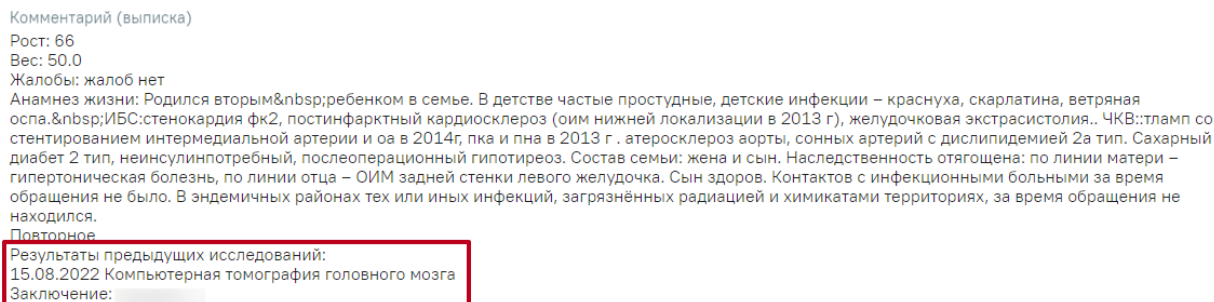 Комментарий (выписка)
Рост: 66
Вес: 50.0
Жалобы: жалоб нет
Анамнез жизни: Родился вторым&nbsp;ребенком в семье. В детстве частые простудные, детские инфекции – краснуха, скарлатина, ветряная
оспа.&nbsp;ИБС:стенокардия фк2, постинфарктный кардиосклероз (оим нижней локализации в 2013 г), желудочковая экстрасистолия.. ЧКВ::тламп со
стентированием интермедиальной артерии и оа в 2014г, пка и пна в 2013 г . атеросклероз аорты, сонных артерий с дислипидемией 2а тип. Сахарный
диабет 2 тип, неинсулинпотребный, послеоперационный гипотиреоз. Состав семьи: жена и сын. Наследственность отягощена: по линии матери –
гипертоническая болезнь, по линии отца – ОИМ задней стенки левого желудочка. Сын здоров. Контактов с инфекционными больными за время
обращения не было. В эндемичных районах тех или иных инфекций, загрязнённых радиацией и химикатами территориях, за время обращения не
находился.
Повторное
Результаты предыдущих исследований:
15.08.2022 Компьютерная томография головного мозга
Заключение: